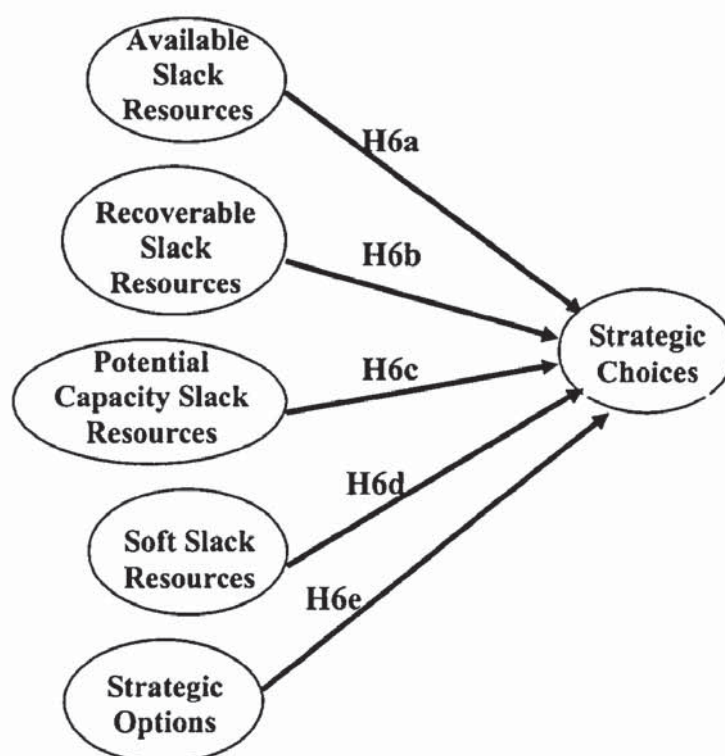 Available
Slack
Resources
H6a
Recoverable
Slack
Resources
H6b
Strategic
Choices
Potential
Capacity Slack
Resources
H6c
H6d
Soft Slack
Resources
H6e
Strategic
Options